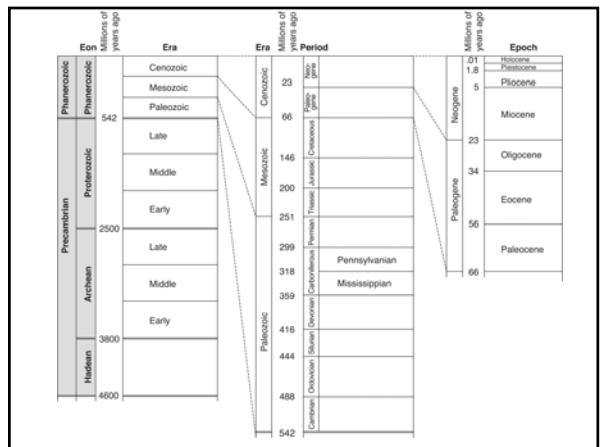 Eon
Millions of
years ago
Era
Phanerozoic
Phanerozoic
Cenozoic
Mesozoic
Paleozoic
542
Precambrian
Proterozoic
Late
Middle
Early
2500
Archean
Late
Middle
Early
3800
Hadean
4600
Era
Millions of
years ago
Period
Cenozoic
23
Neo-
gene
Paleo-
gene
66
Mesozoic
Cretaceous
146
Jurassic
200
Triassic
251
Paleozoic
Permian
299
Carboniferous
Pennsylvanian
318
Mississippian
359
Devonian
416
Silurian
444
Ordovician
488
Cambrian
542
Millions of
years ago
Epoch
Neogene
.01
Holocene
Pleistocene
1.8
Pliocene
5
Miocene
23
Paleogene
Oligocene
34
Eocene
56
Paleocene
66